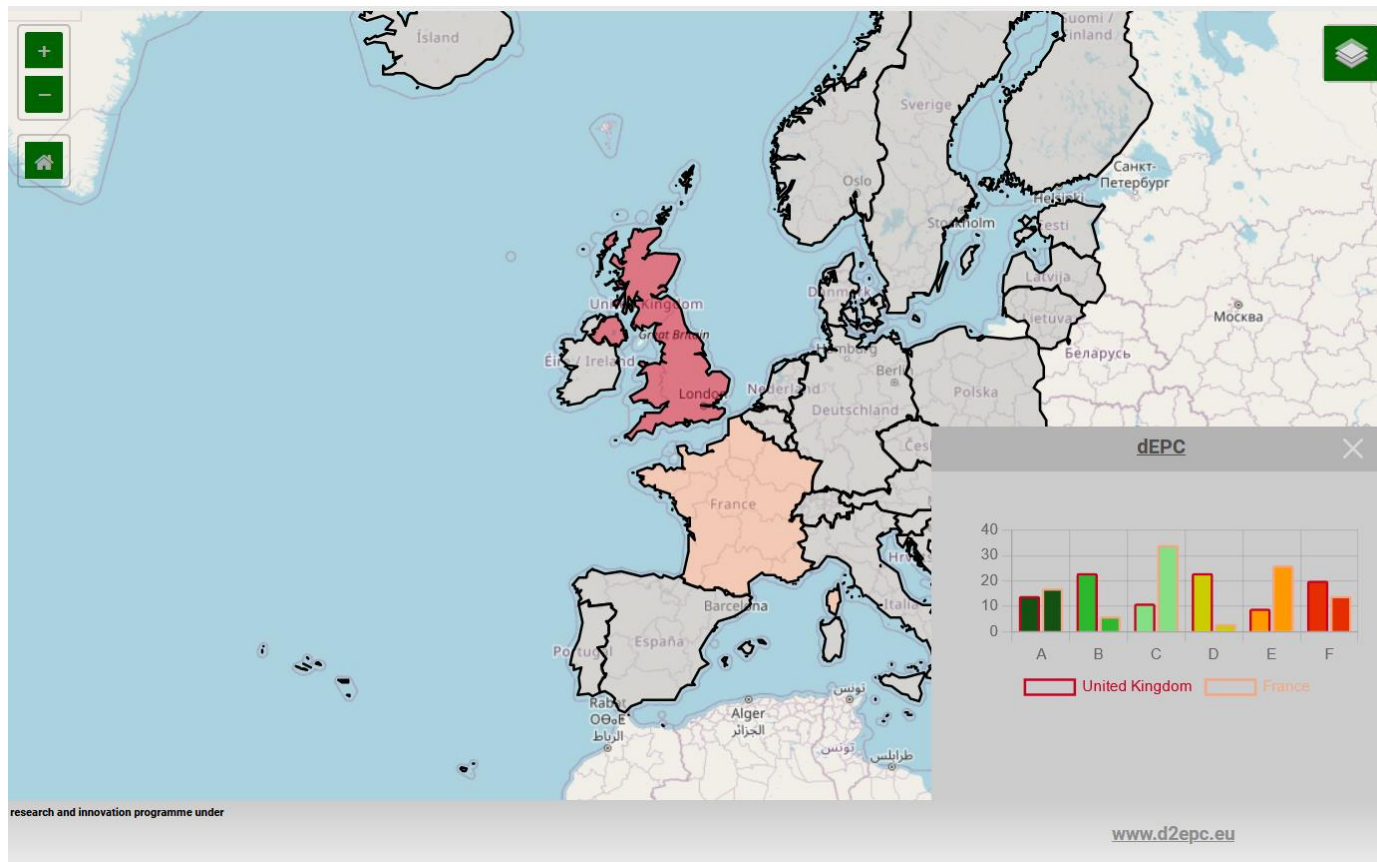 +
−
Ísland
Suomi /
Finland
Sverige
Санкт-
Петербург
Oslo
Helsinki
Stockholm
Eesti
Latvija
United Kingdom
Lietuva
Москва
Great Britain
Éire / Ireland
Hamburg
Беларусь
Berlin
London
Nederland
Polska
Deutschland
dEPC
France
Barcelona
Italia
España
Portugal
تونس
Rabat
ⵔⴱⴰⵟ
الرباط
Alger
الجزائر
تونس
طرابلس
40
30
20
10
0
A B C D E F
United Kingdom France
research and innovation programme under
www.d2epc.eu